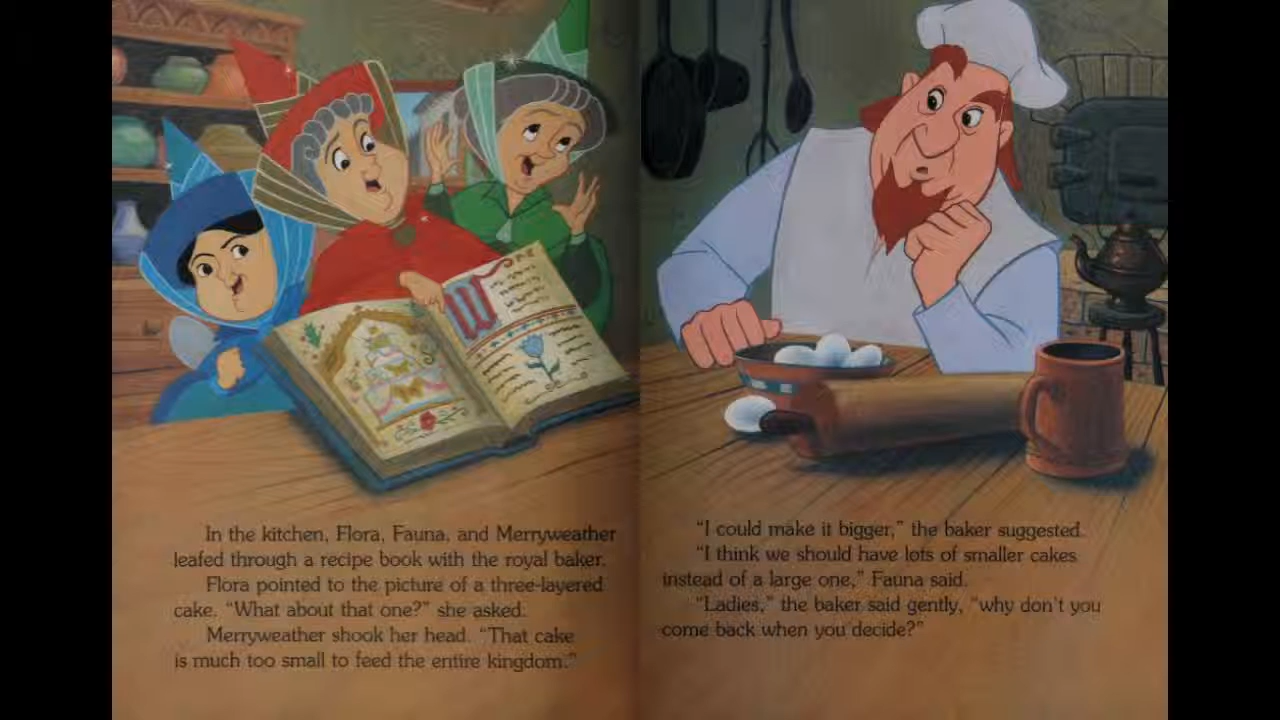 In the kitchen, Flora, Fauna, and Merryweather
leafed through a recipe book with the royal baker.
Flora pointed to the picture of a three-layered
cake. “What about that one?” she asked.
Merryweather shook her head. “That cake
is much too small to feed the entire kingdom.”
“I could make it bigger,” the baker suggested.
“I think we should have lots of smaller cakes
instead of a large one,” Fauna said.
“Ladies,” the baker said gently, “why don't you
come back when you decide?”